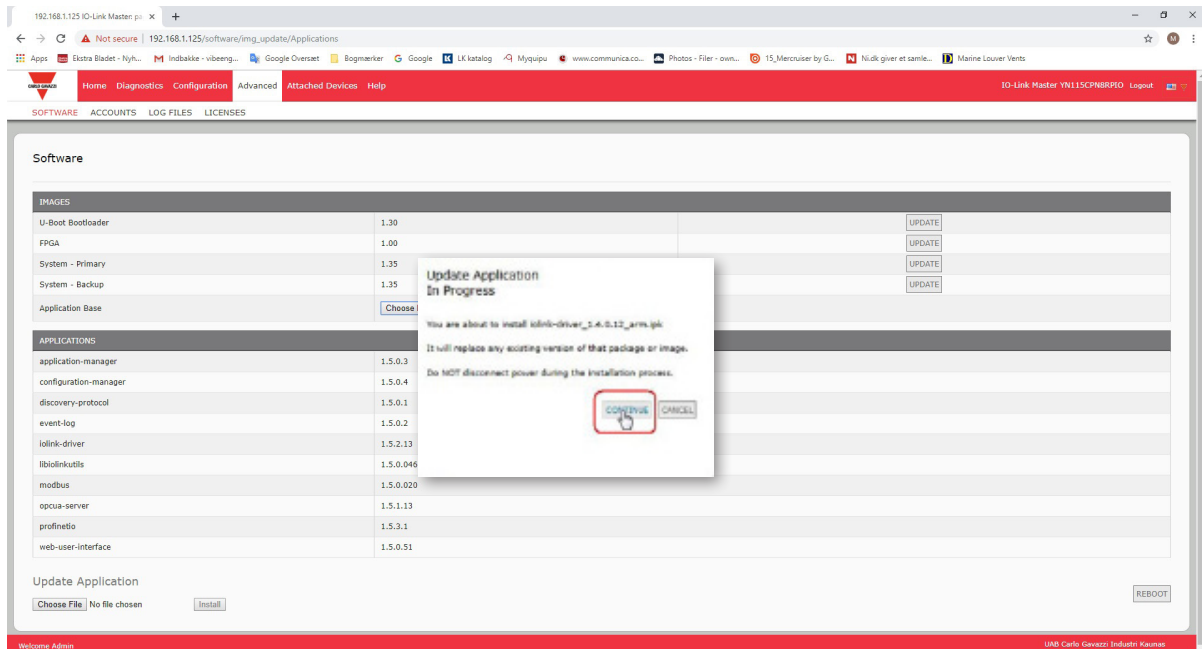 192.168.1.125 IO-Link Master: pa
Not secure | 192.168.1.125/software/img_update/Applications
Apps Ekstra Bladet - Nyh... Indbakke - vibeeng... Google Oversæt Bogmærker Google LK katalog Myquipu www.communica.co... Photos - Filer - own... 15_Mercruiser by G... Ni.dk giver et samle... Marine Louver Vents
CARLO GAVAZZI Home Diagnostics Configuration Advanced Attached Devices Help IO-Link Master YN115CPN8RPIO Logout
SOFTWARE ACCOUNTS LOG FILES LICENSES
Software
IMAGES
U-Boot Bootloader 1.30 UPDATE
FPGA 1.00 UPDATE
System - Primary 1.35 UPDATE
System - Backup 1.35 UPDATE
Application Base Choose
Update Application
In Progress
You are about to install iolink-driver_1.6.0.12_arm.ipk
It will replace any existing version of that package or image.
Do NOT disconnect power during the installation process.
CONTINUE CANCEL
APPLICATIONS
application-manager 1.5.0.3
configuration-manager 1.5.0.4
discovery-protocol 1.5.0.1
event-log 1.5.0.2
iolink-driver 1.5.2.13
libiolinkutils 1.5.0.046
modbus 1.5.0.020
opcua-server 1.5.1.13
profinetio 1.5.3.1
web-user-interface 1.5.0.51
Update Application
Choose File No file chosen Install
REBOOT
Welcome Admin UAB Carlo Gavazzi Industri Kaunas